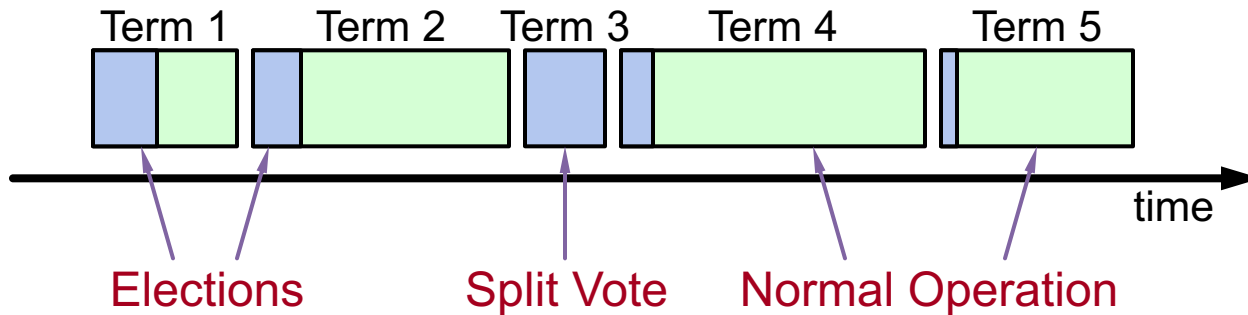 Term 1 Term 2 Term 3 Term 4 Term 5
time
Elections Split Vote Normal Operation